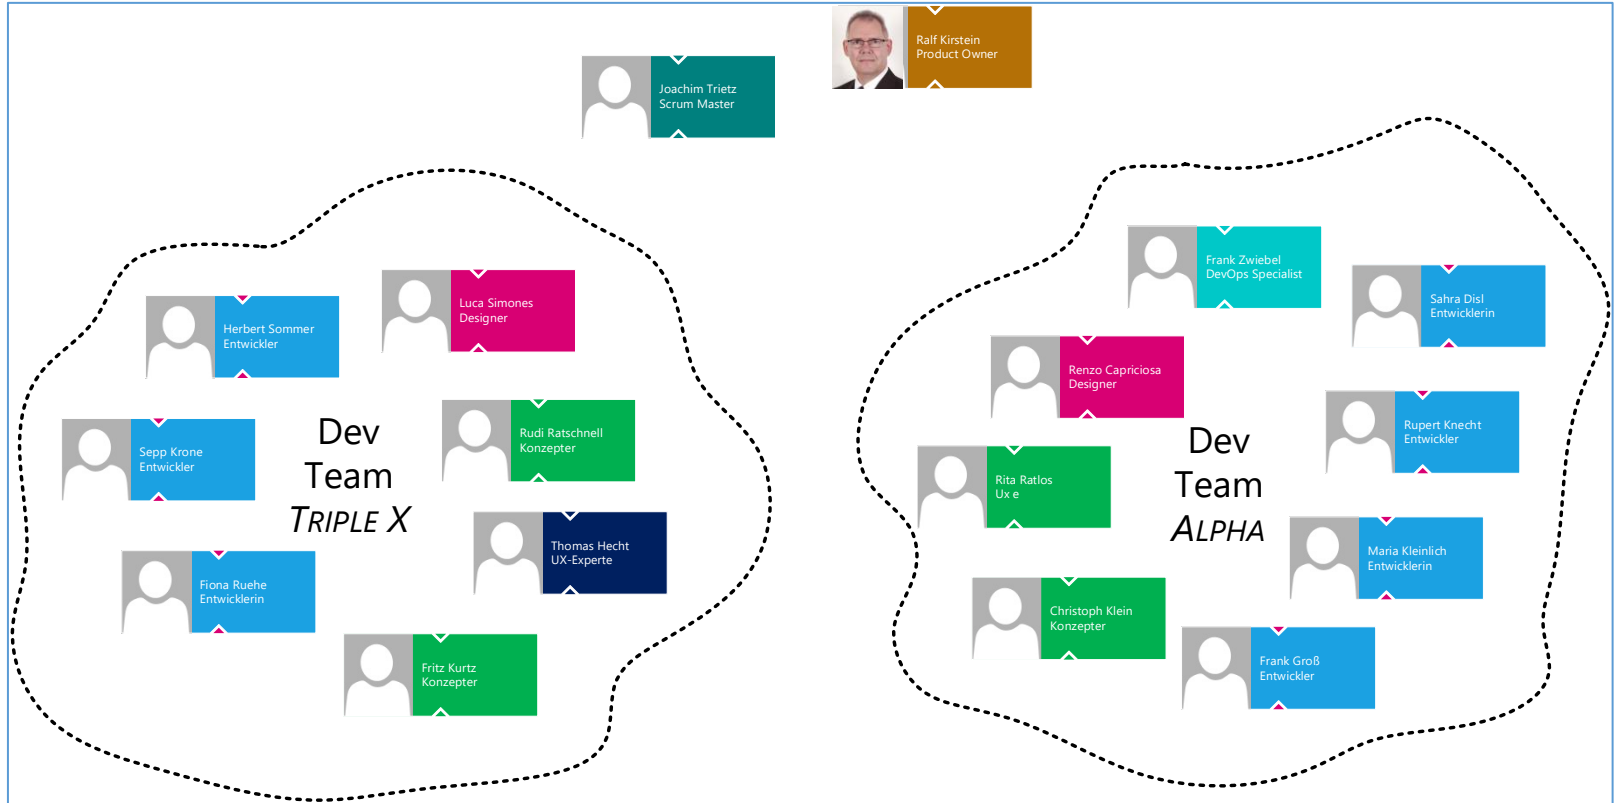 Ralf Kirstein
Product Owner
Joachim Trietz
Scrum Master
Herbert Sommer
Entwickler
Luca Simones
Designer
Sepp Krone
Entwickler
Dev
Team
TRIPLE X
Rudi Ratschnell
Konzepter
Thomas Hecht
UX-Experte
Fiona Ruehe
Entwicklerin
Fritz Kurtz
Konzepter
Frank Zwiebel
DevOps Specialist
Sahra Disl
Entwicklerin
Renzo Capriciosa
Designer
Rupert Knecht
Entwickler
Dev
Team
ALPHA
Rita Ratlos
Ux e
Maria Kleinlich
Entwicklerin
Christoph Klein
Konzepter
Frank Groß
Entwickler